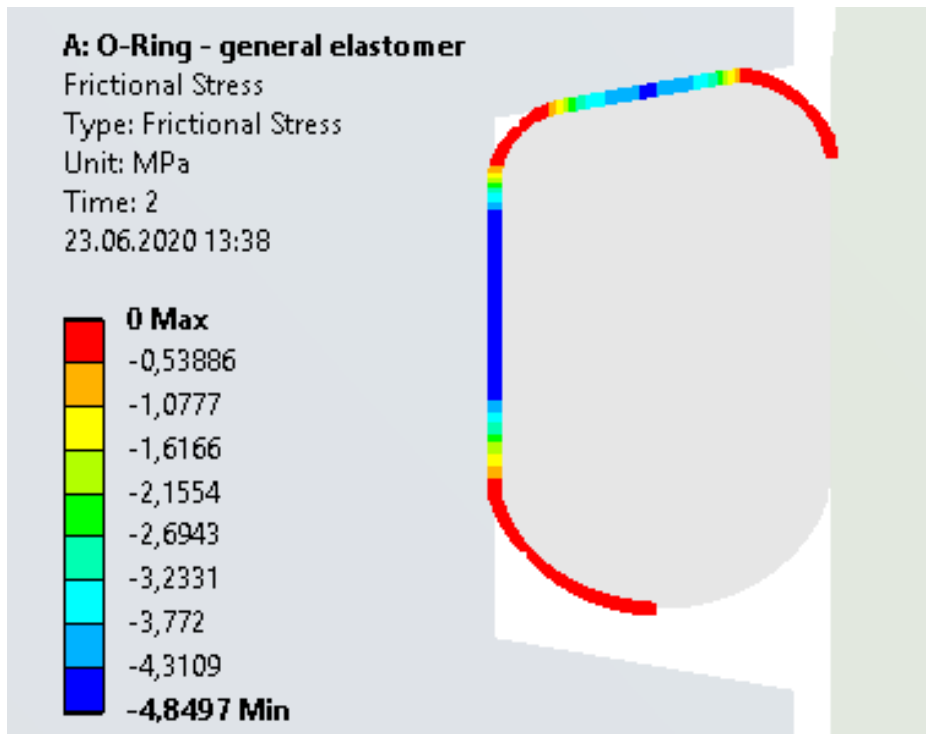 A: O-Ring - general elastomer
Frictional Stress
Type: Frictional Stress
Unit: MPa
Time: 2
23.06.2020 13:38
0 Max
-0,53886
-1,0777
-1,6166
-2,1554
-2,6943
-3,2331
-3,772
-4,3109
-4,8497 Min